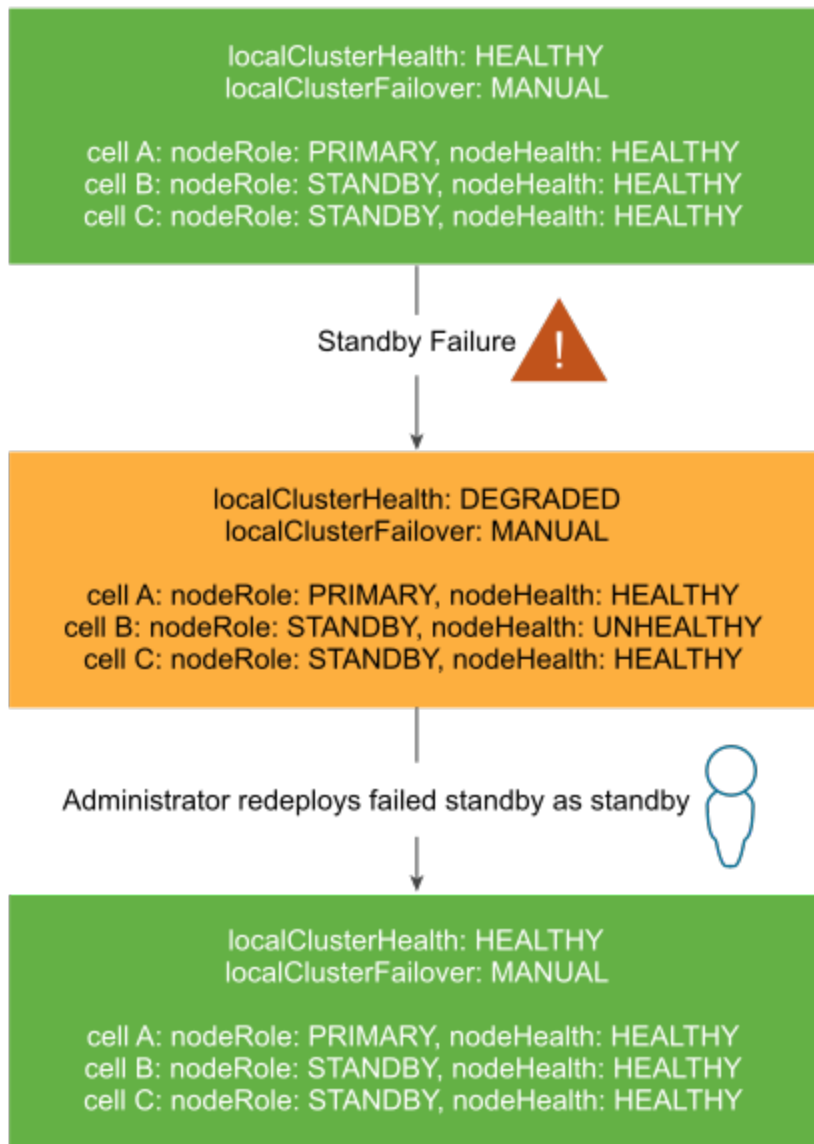 localClusterHealth: HEALTHY
localClusterFailover: MANUAL
cell A: nodeRole: PRIMARY, nodeHealth: HEALTHY
cell B: nodeRole: STANDBY, nodeHealth: HEALTHY
cell C: nodeRole: STANDBY, nodeHealth: HEALTHY
Standby Failure !
localClusterHealth: DEGRADED
localClusterFailover: MANUAL
cell A: nodeRole: PRIMARY, nodeHealth: HEALTHY
cell B: nodeRole: STANDBY, nodeHealth: UNHEALTHY
cell C: nodeRole: STANDBY, nodeHealth: HEALTHY
Administrator redeploys failed standby as standby
localClusterHealth: HEALTHY
localClusterFailover: MANUAL
cell A: nodeRole: PRIMARY, nodeHealth: HEALTHY
cell B: nodeRole: STANDBY, nodeHealth: HEALTHY
cell C: nodeRole: STANDBY, nodeHealth: HEALTHY